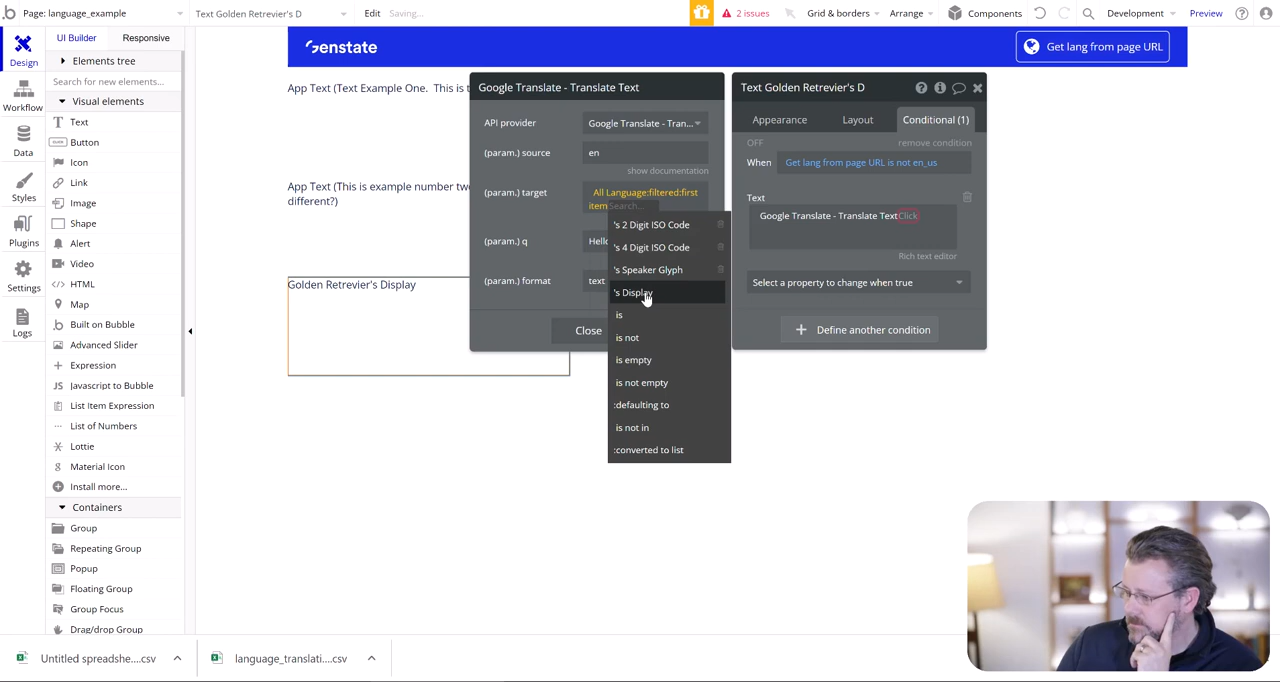 Page: language_example
Text Golden Retrevier's D
Edit
Saving...
2 issues
Grid & borders
Arrange
Components
Development
Preview
Design
Workflow
Data
Styles
Plugins
Settings
Logs
UI Builder
Responsive
Elements tree
Search for new elements...
Visual elements
Text
Button
Icon
Link
Image
Shape
Alert
Video
HTML
Map
Built on Bubble
Advanced Slider
Expression
Javascript to Bubble
List Item Expression
List of Numbers
Lottie
Material Icon
Install more...
Containers
Group
Repeating Group
Popup
Floating Group
Group Focus
Drag/drop Group
Genstate
Get lang from page URL
App Text (Text Example One. This is t
App Text (This is example number tw
different?)
Golden Retrevier's Display
Google Translate - Translate Text
API provider
Google Translate - Tran...
(param.) source
en
show documentation
(param.) target
All Language:filtered:first
itemSearch...
(param.) q
Hello
(param.) format
text
Close
's 2 Digit ISO Code
's 4 Digit ISO Code
's Speaker Glyph
's Display
is
is not
is empty
is not empty
:defaulting to
is not in
:converted to list
Text Golden Retrevier's D
Appearance
Layout
Conditional (1)
OFF
remove condition
When
Get lang from page URL is not en_us
Text
Google Translate - Translate TextClick
Rich text editor
Select a property to change when true
Define another condition
Untitled spreadshe....csv
language_translati....csv